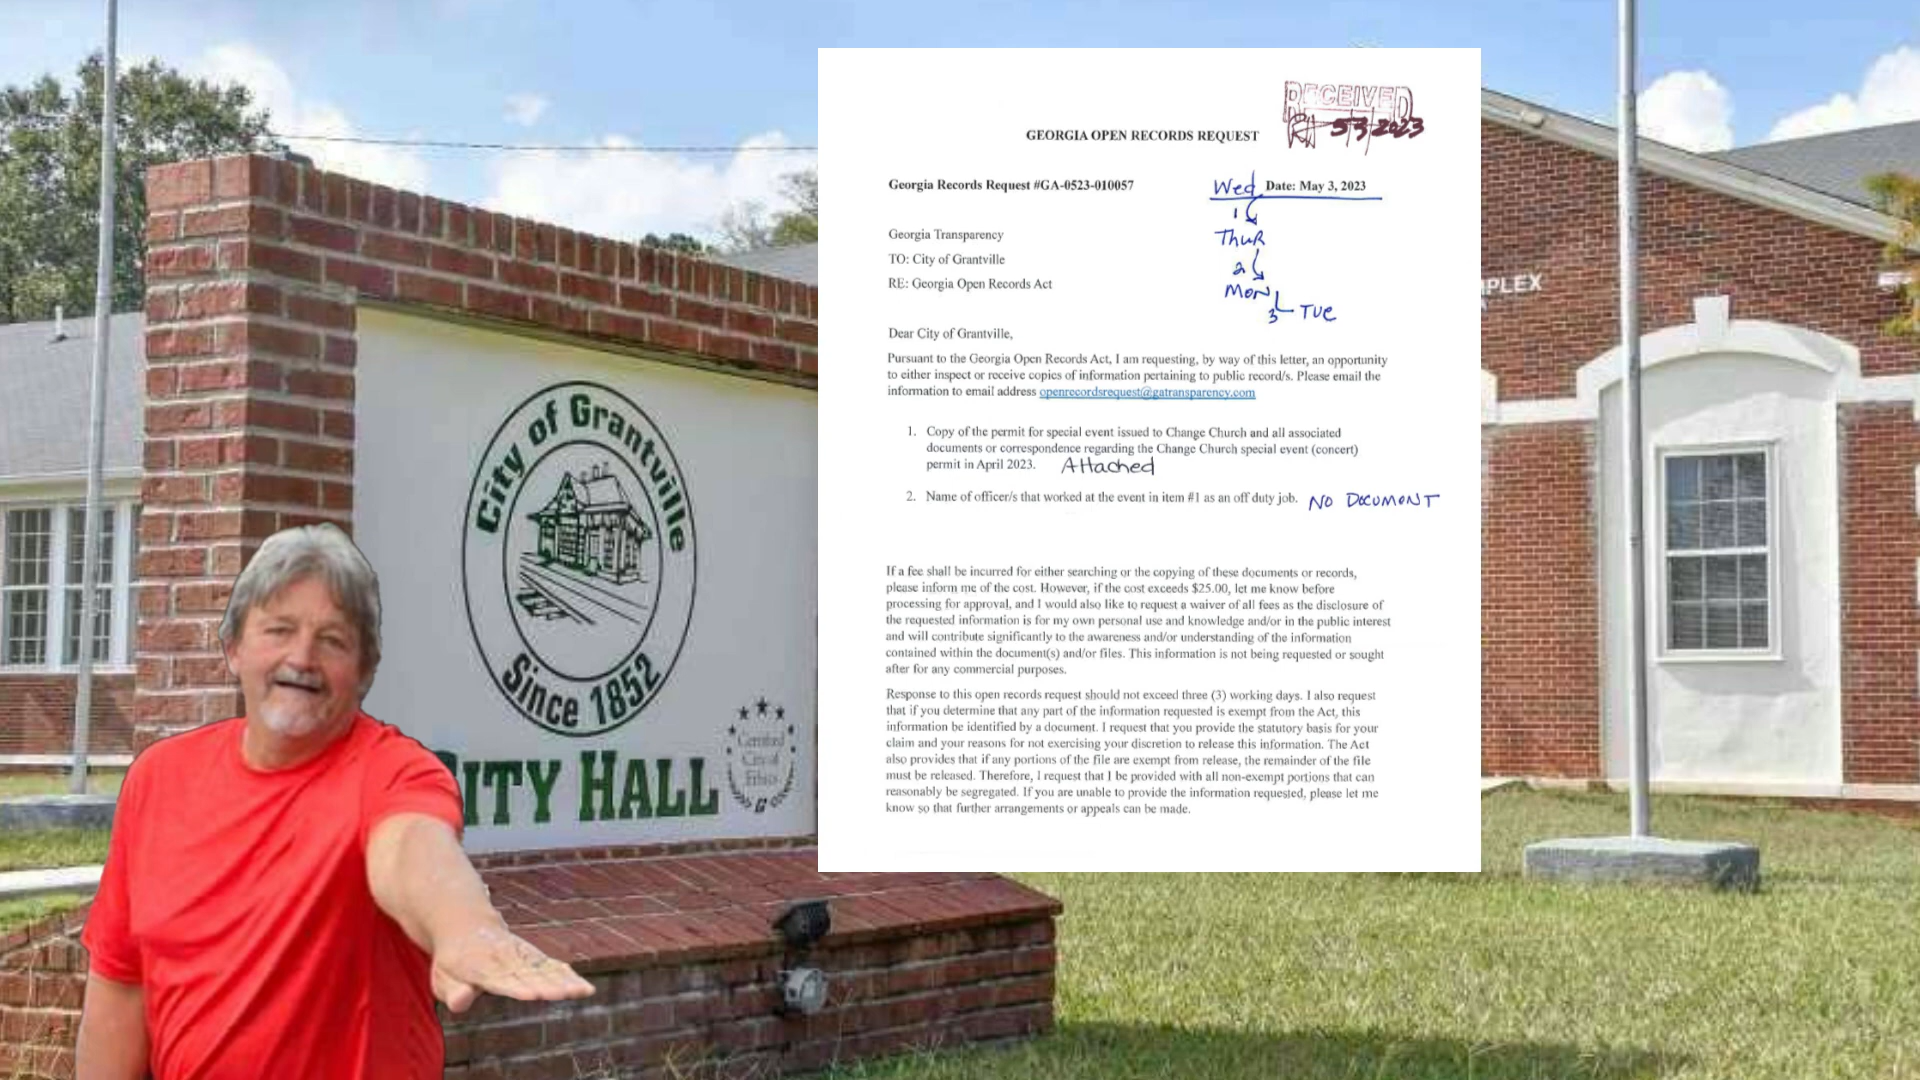 City of Grantville
Since 1852
CITY HALL
Certified
City of
Ethics
G
PLEX
RECEIVED
5/3/2023
GEORGIA OPEN RECORDS REQUEST
Georgia Records Request #GA-0523-010057
Wed Date: May 3, 2023
1
Thur
2
Mon
3 Tue
Georgia Transparency
TO: City of Grantville
RE: Georgia Open Records Act
Dear City of Grantville,
Pursuant to the Georgia Open Records Act, I am requesting, by way of this letter, an opportunity
to either inspect or receive copies of information pertaining to public record/s. Please email the
information to email address openrecordsrequest@gatransparency.com
1. Copy of the permit for special event issued to Change Church and all associated
documents or correspondence regarding the Change Church special event (concert)
permit in April 2023. Attached
2. Name of officer/s that worked at the event in item #1 as an off duty job. NO DOCUMENT
If a fee shall be incurred for either searching or the copying of these documents or records,
please inform me of the cost. However, if the cost exceeds $25.00, let me know before
processing for approval, and I would also like to request a waiver of all fees as the disclosure of
the requested information is for my own personal use and knowledge and/or in the public interest
and will contribute significantly to the awareness and/or understanding of the information
contained within the document(s) and/or files. This information is not being requested or sought
after for any commercial purposes.
Response to this open records request should not exceed three (3) working days. I also request
that if you determine that any part of the information requested is exempt from the Act, this
information be identified by a document. I request that you provide the statutory basis for your
claim and your reasons for not exercising your discretion to release this information. The Act
also provides that if any portions of the file are exempt from release, the remainder of the file
must be released. Therefore, I request that I be provided with all non-exempt portions that can
reasonably be segregated. If you are unable to provide the information requested, please let me
know so that further arrangements or appeals can be made.